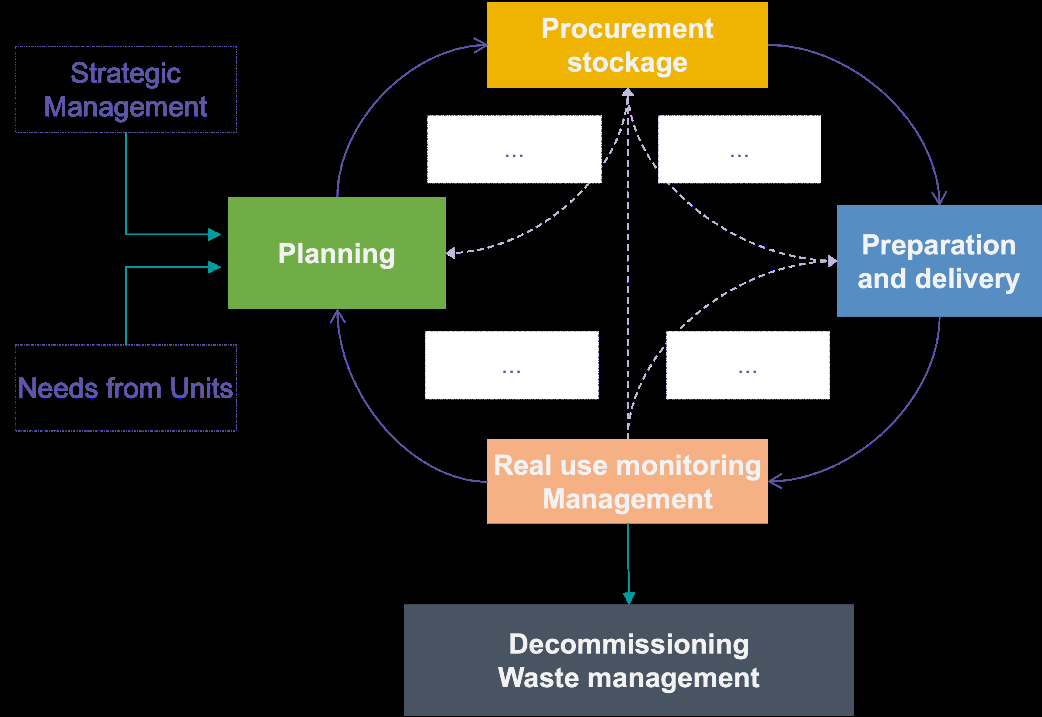 Procurement
stockage
Strategic
Management
...
...
Planning
Preparation
and delivery
Needs from Units
...
...
Real use monitoring
Management
Decommissioning
Waste management